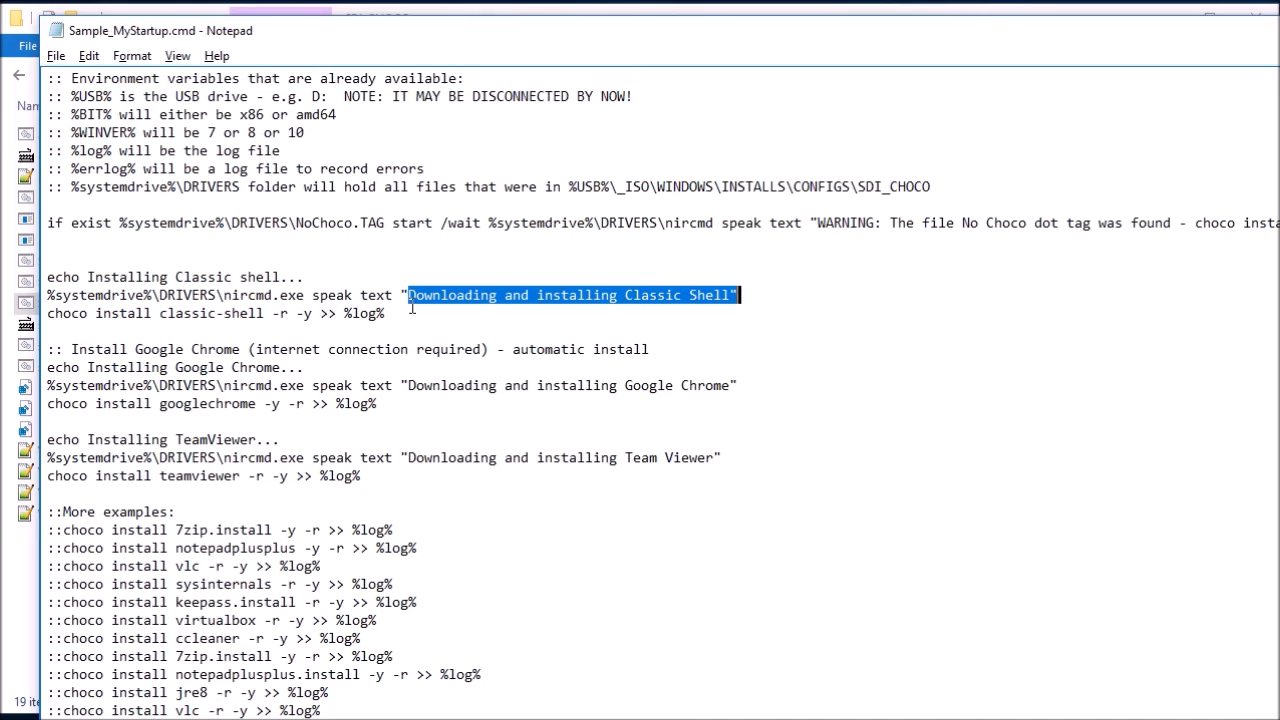 Sample_MyStartup.cmd - Notepad
File
File Edit Format View Help
:: Environment variables that are already available:
:: %USB% is the USB drive - e.g. D:  NOTE: IT MAY BE DISCONNECTED BY NOW!
:: %BIT% will either be x86 or amd64
:: %WINVER% will be 7 or 8 or 10
:: %log% will be the log file
:: %errlog% will be a log file to record errors
:: %systemdrive%\DRIVERS folder will hold all files that were in %USB%\_ISO\WINDOWS\INSTALLS\CONFIGS\SDI_CHOCO
if exist %systemdrive%\DRIVERS\NoChoco.TAG start /wait %systemdrive%\DRIVERS\nircmd speak text "WARNING: The file No Choco dot tag was found - choco insta
echo Installing Classic shell...
%systemdrive%\DRIVERS\nircmd.exe speak text "Downloading and installing Classic Shell"
choco install classic-shell -r -y >> %log%
:: Install Google Chrome (internet connection required) - automatic install
echo Installing Google Chrome...
%systemdrive%\DRIVERS\nircmd.exe speak text "Downloading and installing Google Chrome"
choco install googlechrome -y -r >> %log%
echo Installing TeamViewer...
%systemdrive%\DRIVERS\nircmd.exe speak text "Downloading and installing Team Viewer"
choco install teamviewer -r -y >> %log%
::More examples:
::choco install 7zip.install -y -r >> %log%
::choco install notepadplusplus -y -r >> %log%
::choco install vlc -r -y >> %log%
::choco install sysinternals -r -y >> %log%
::choco install keepass.install -r -y >> %log%
::choco install virtualbox -r -y >> %log%
::choco install ccleaner -r -y >> %log%
::choco install 7zip.install -y -r >> %log%
::choco install notepadplusplus.install -y -r >> %log%
::choco install jre8 -r -y >> %log%
::choco install vlc -r -y >> %log%
19 ite